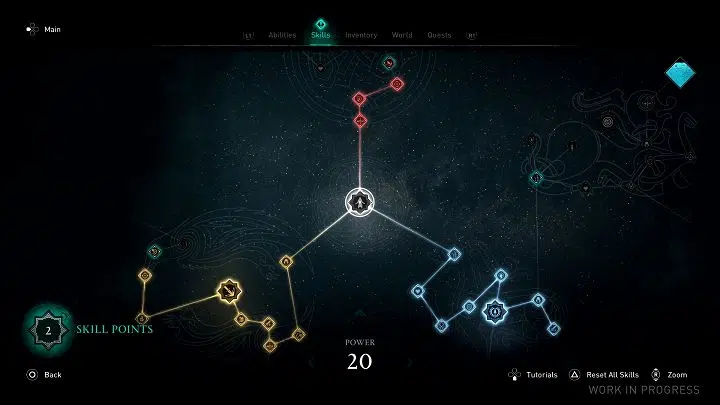 Main
L1 Abilities Skills Inventory World Quests R1
2 SKILL POINTS
POWER
20
Back
Tutorials Reset All Skills R Zoom
WORK IN PROGRESS